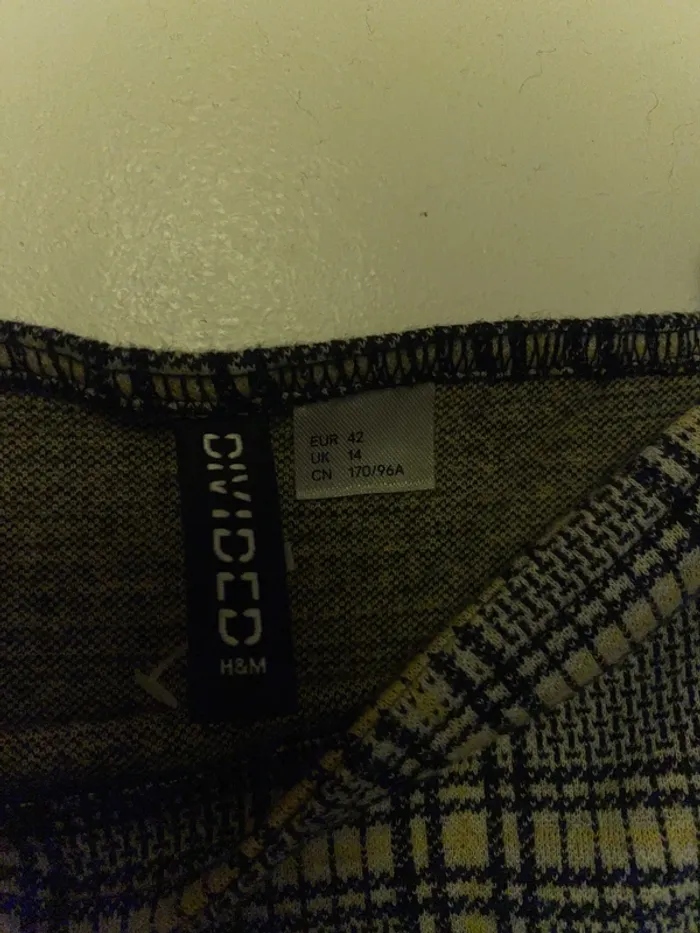 DIVIDED
H&M
EUR 42
UK 14
CN 170/96A